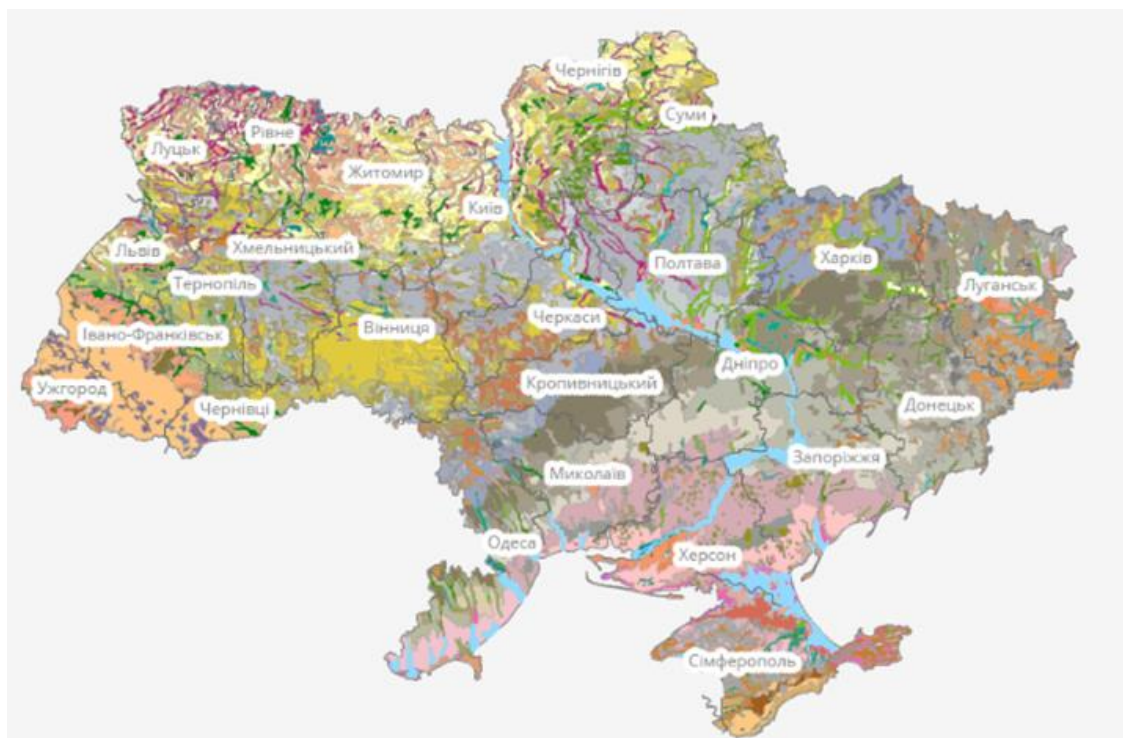 Чернігів
Суми
Рівне
Луцьк
Житомир
Київ
Львів
Хмельницький
Харків
Полтава
Тернопіль
Луганськ
Черкаси
Вінниця
Івано-Франківськ
Дніпро
Ужгород
Кропивницький
Чернівці
Донецьк
Запоріжжя
Миколаїв
Одеса
Херсон
Сімферополь